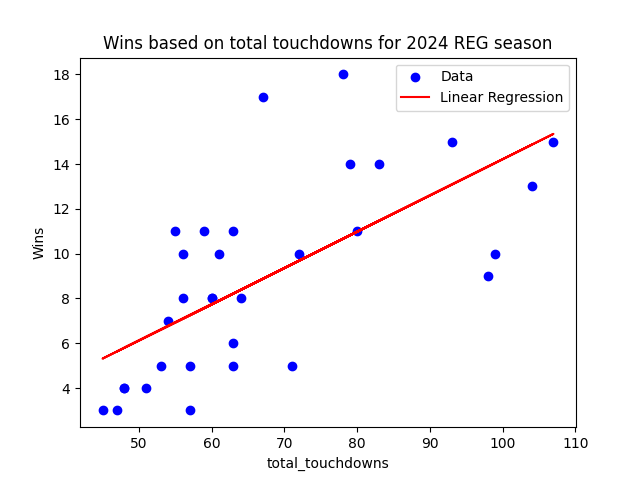 Wins based on total touchdowns for 2024 REG season
Data
Linear Regression
18
16
14
12
10
8
6
4
Wins
50 60 70 80 90 100 110
total_touchdowns